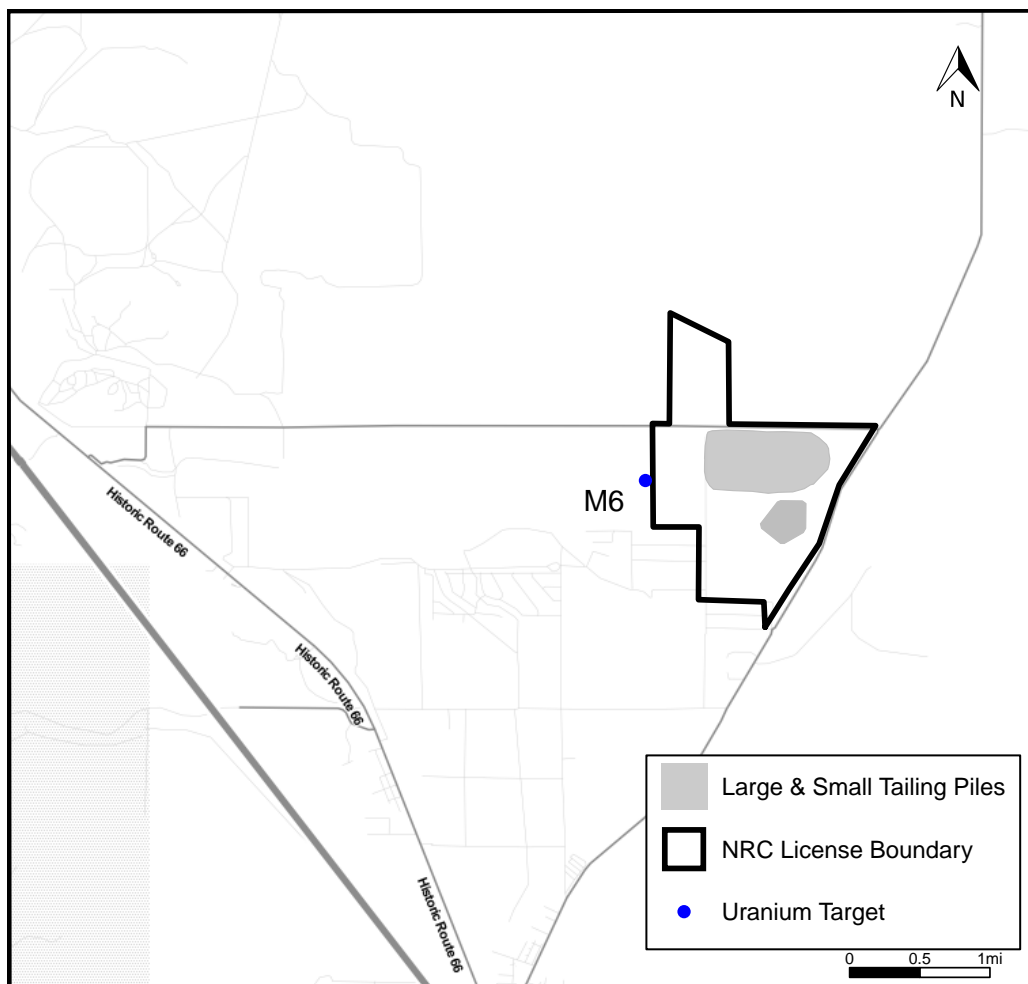 N
M6
Historic Route 66
Historic Route 66
Historic Route 66
Large & Small Tailing Piles
NRC License Boundary
Uranium Target
0 0.5 1mi